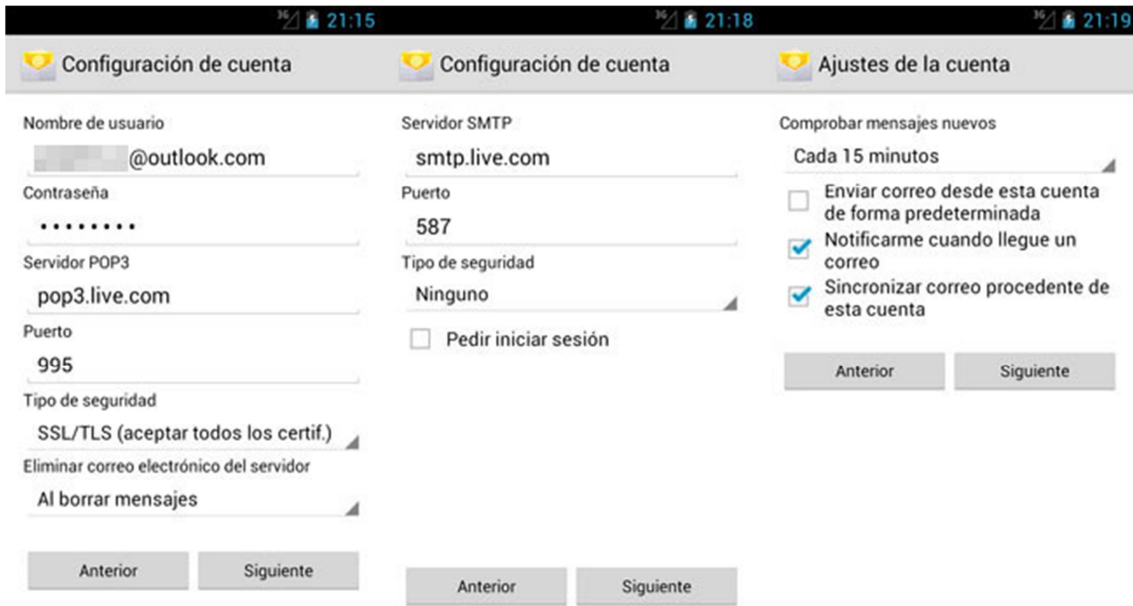 3G 21:15
Configuración de cuenta
Nombre de usuario
@outlook.com
Contraseña
Servidor POP3
pop3.live.com
Puerto
995
Tipo de seguridad
SSL/TLS (aceptar todos los certif.)
Eliminar correo electrónico del servidor
Al borrar mensajes
Anterior Siguiente
3G 21:18
Configuración de cuenta
Servidor SMTP
smtp.live.com
Puerto
587
Tipo de seguridad
Ninguno
Pedir iniciar sesión
Anterior Siguiente
3G 21:19
Ajustes de la cuenta
Comprobar mensajes nuevos
Cada 15 minutos
Enviar correo desde esta cuenta
de forma predeterminada
Notificarme cuando llegue un
correo
Sincronizar correo procedente de
esta cuenta
Anterior Siguiente